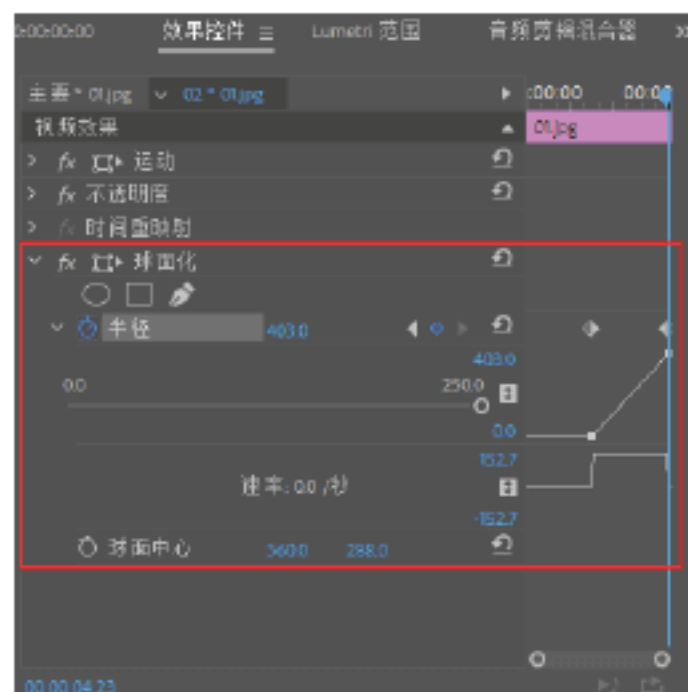 0:00:00:00 效果控件 ☰ Lumetri 范围 音频剪辑混合器
主要 * 01.jpg 02 * 01.jpg :00:00 00:0
视频效果 01.jpg
fx 运动
fx 不透明度
fx 时间重映射
fx 球面化
半径 403.0
403.0
0.0 250.0
0.0
152.7
速率: 0.0 /秒
-152.7
球面中心 360.0 288.0
00:00:04:23